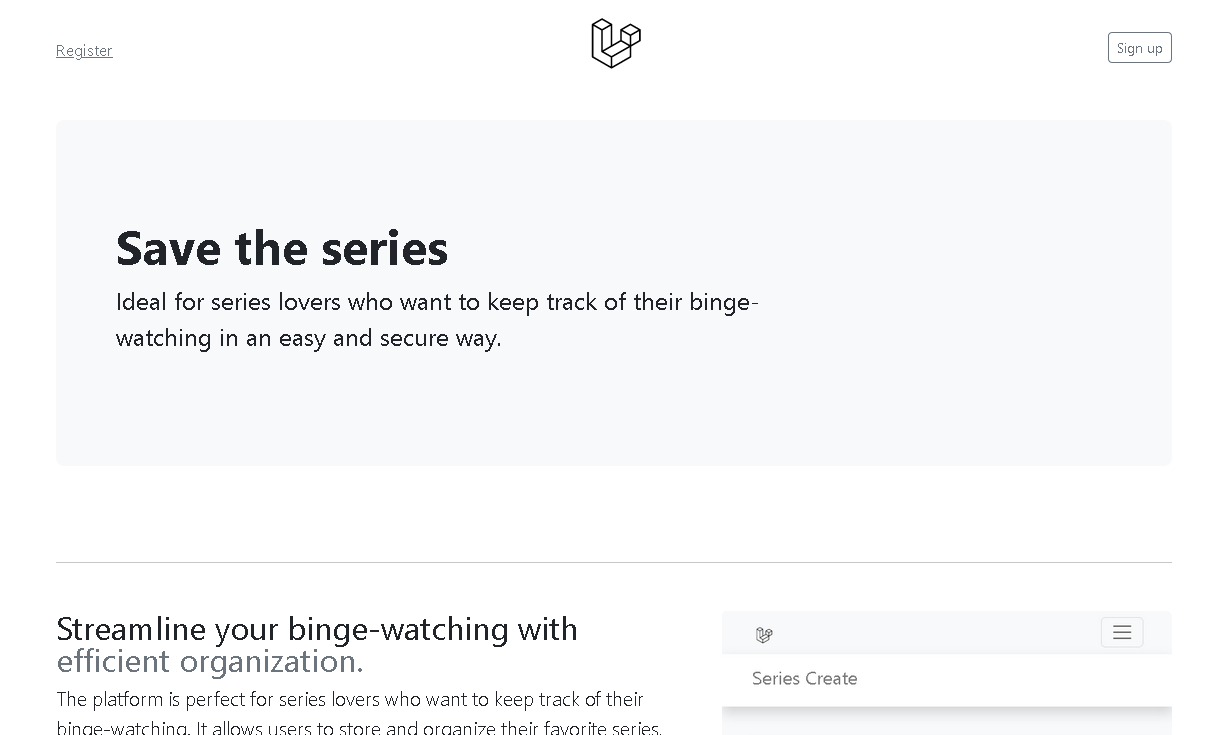 Register
Sign up
Save the series
Ideal for series lovers who want to keep track of their binge-
watching in an easy and secure way.
Streamline your binge-watching with
efficient organization.
The platform is perfect for series lovers who want to keep track of their
binge-watching. It allows users to store and organize their favorite series,
Series Create